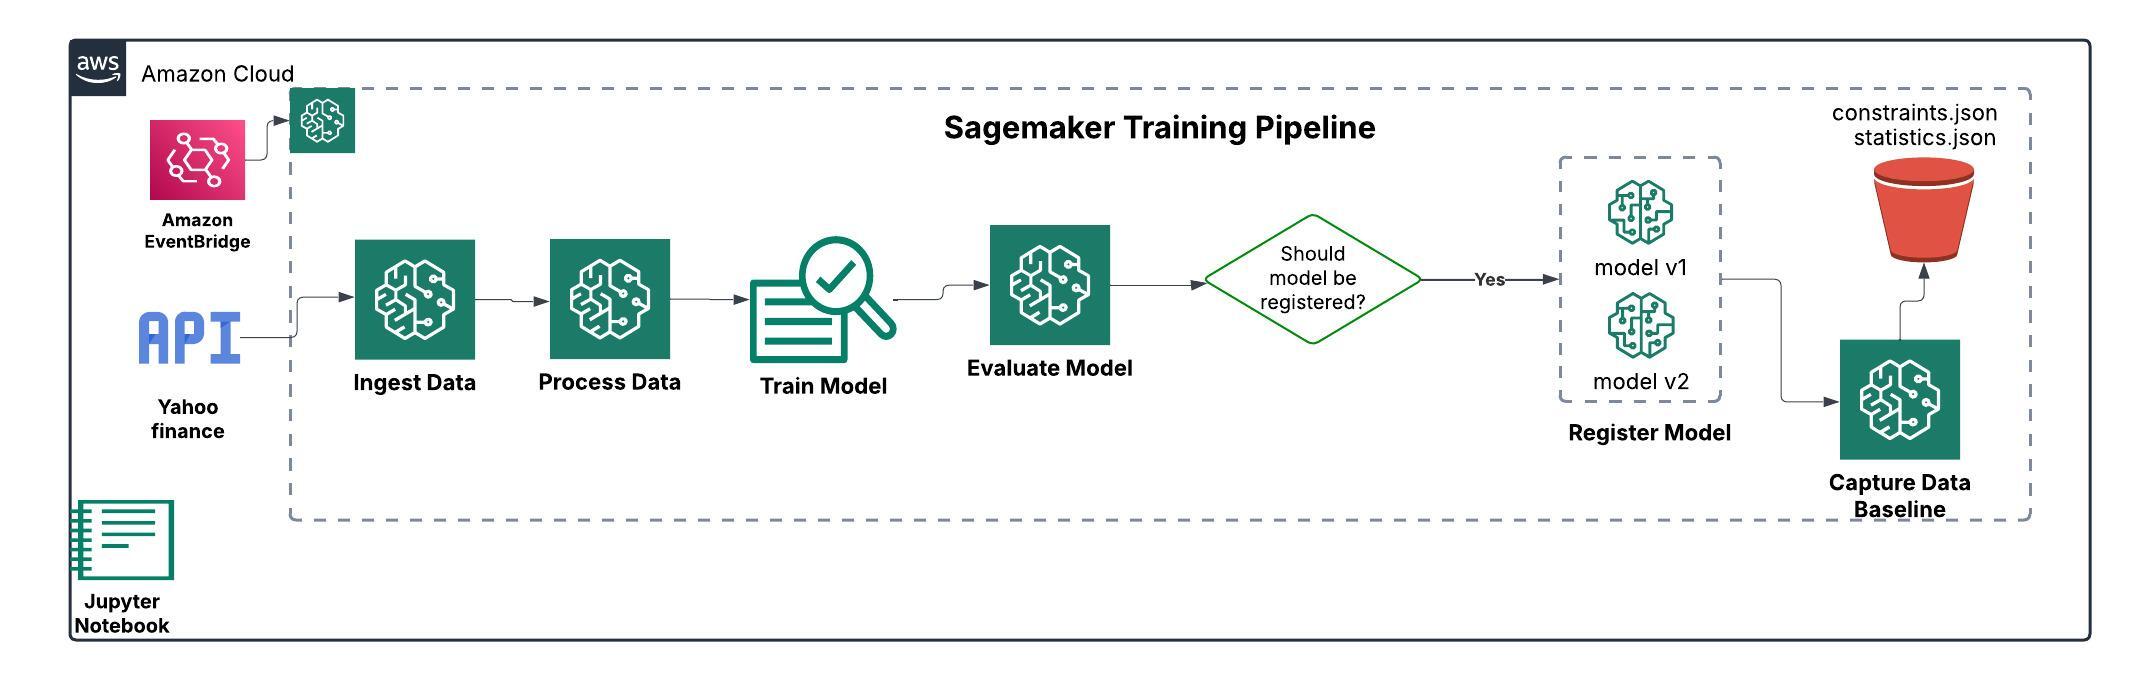 aws
Amazon Cloud
Sagemaker Training Pipeline
constraints.json
statistics.json
Amazon
EventBridge
API
Yahoo
finance
Ingest Data
Process Data
Train Model
Evaluate Model
Should
model be
registered?
Yes
model v1
model v2
Register Model
Capture Data
Baseline
Jupyter
Notebook